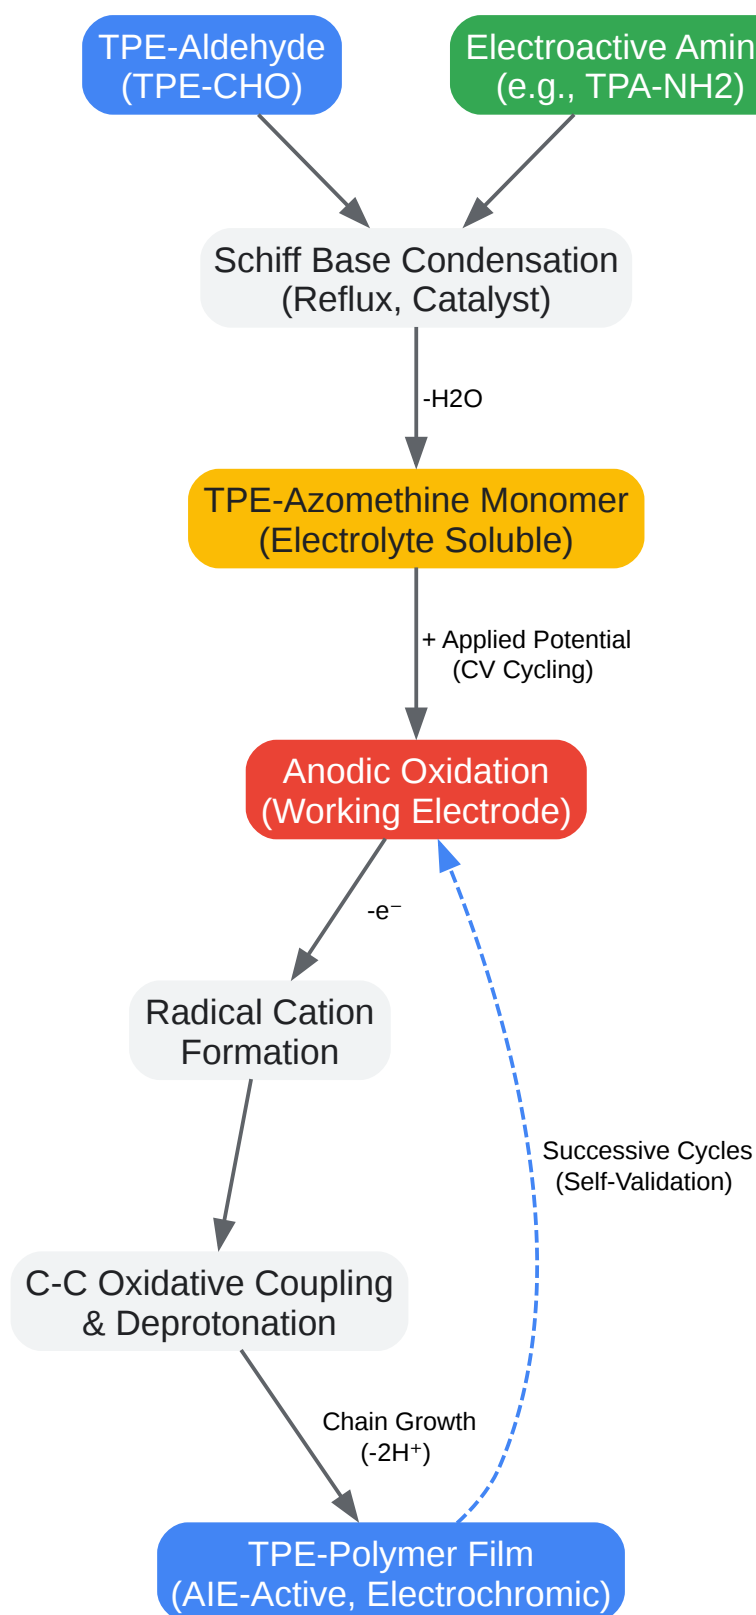 TPE-Aldehyde
(TPE-CHO)
Electroactive Amin
(e.g., TPA-NH2)
Schiff Base Condensation
(Reflux, Catalyst)
-H2O
TPE-Azomethine Monomer
(Electrolyte Soluble)
+ Applied Potential
(CV Cycling)
Anodic Oxidation
(Working Electrode)
-e⁻
Radical Cation
Formation
Successive Cycles
(Self-Validation)
C-C Oxidative Coupling
& Deprotonation
Chain Growth
(-2H⁺)
TPE-Polymer Film
(AIE-Active, Electrochromic)